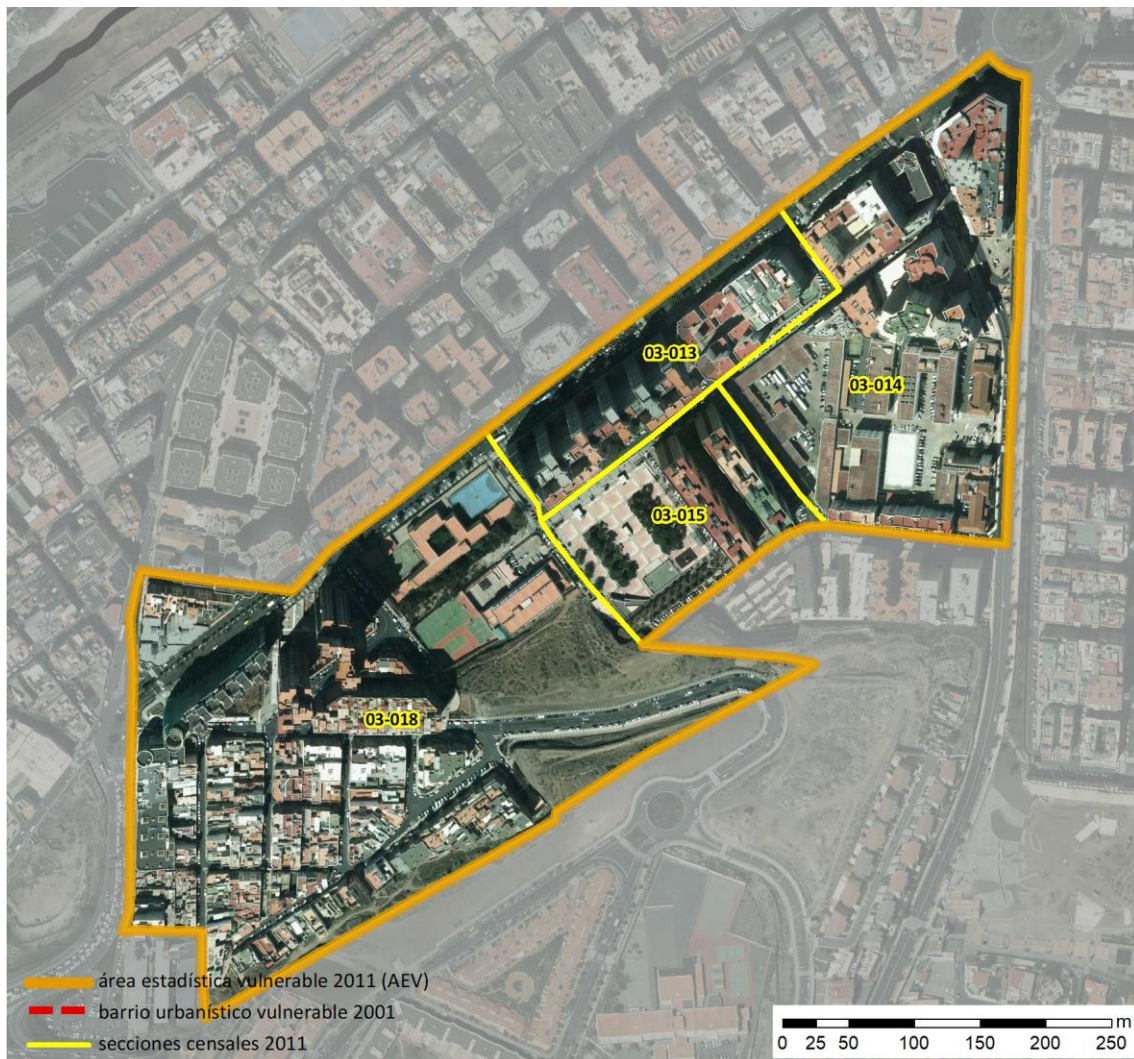 03-013
03-014
03-015
03-018
área estadística vulnerable 2011 (AEV)
barrio urbanístico vulnerable 2001
secciones censales 2011
m
0 25 50 100 150 200 250